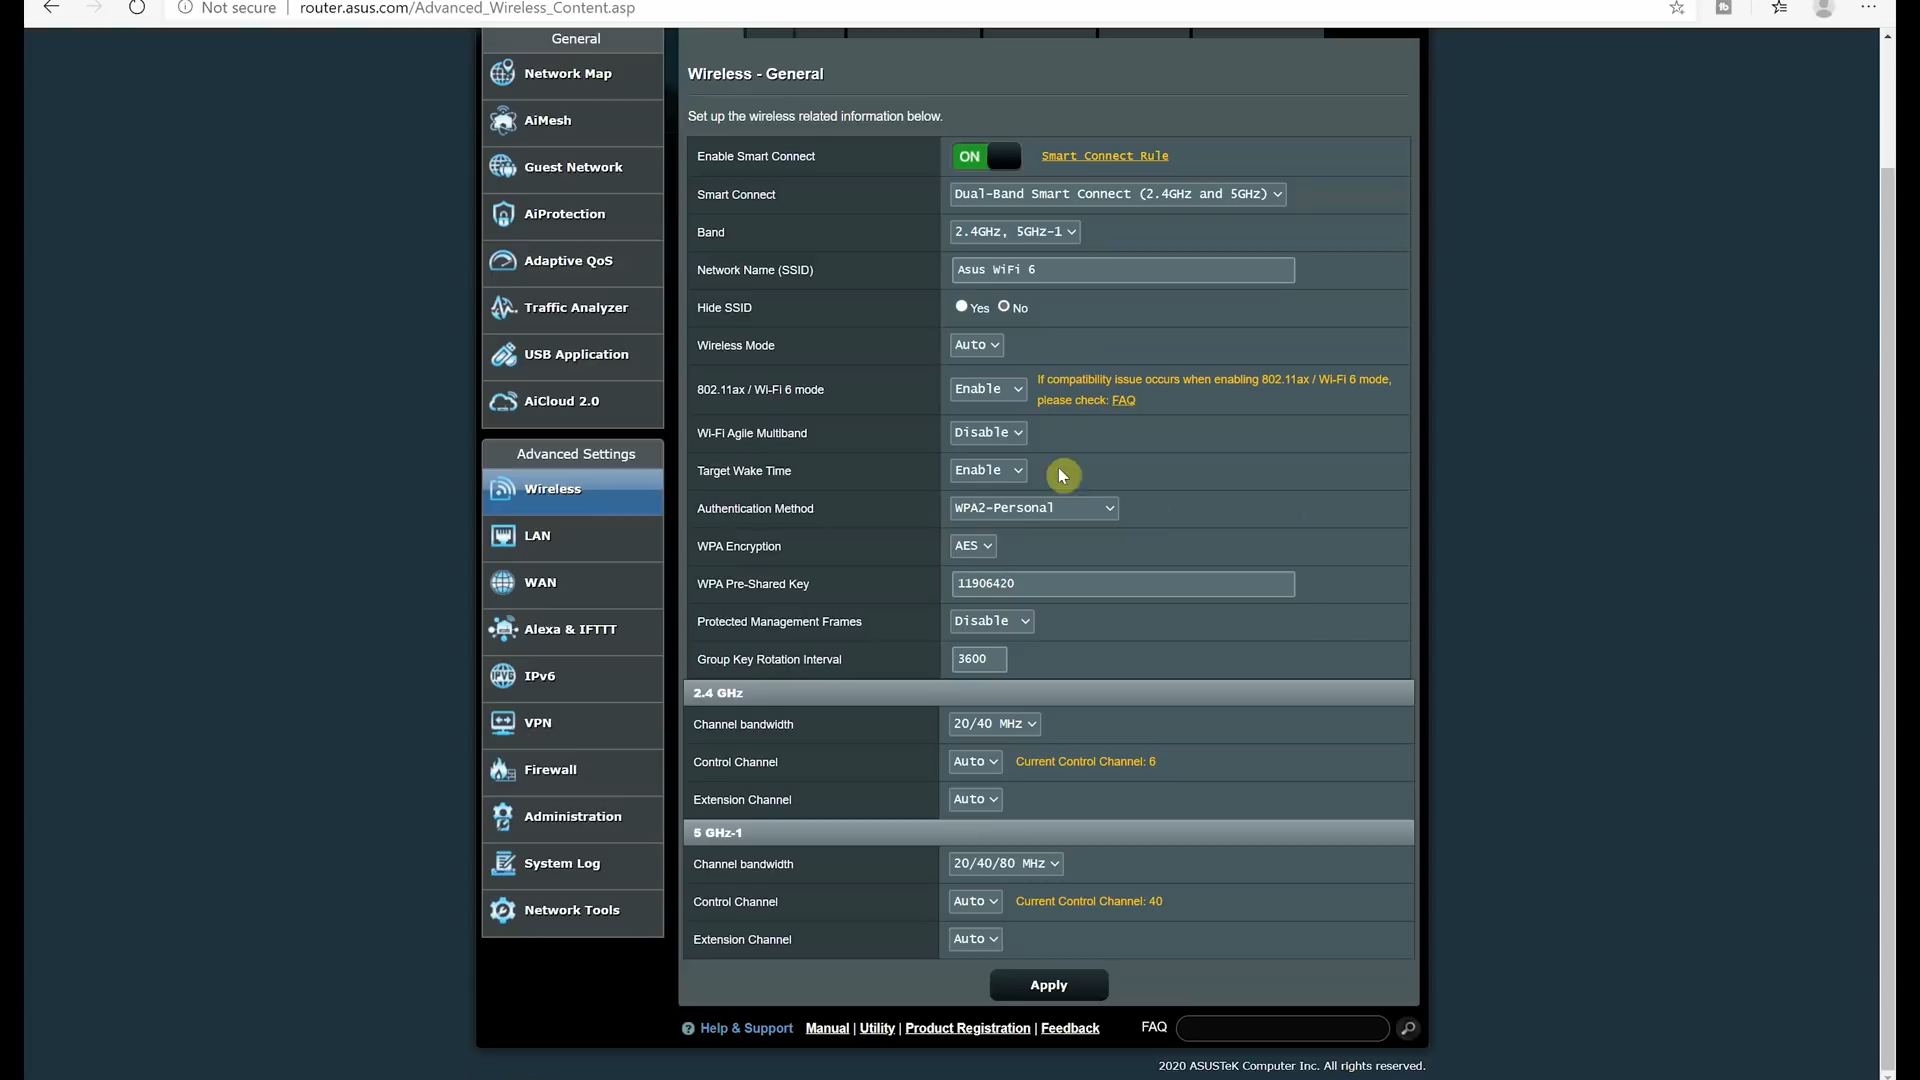 Not secure | router.asus.com/Advanced_Wireless_Content.asp
General
Network Map
AiMesh
Guest Network
AiProtection
Adaptive QoS
Traffic Analyzer
USB Application
AiCloud 2.0
Advanced Settings
Wireless
LAN
WAN
Alexa & IFTTT
IPv6
VPN
Firewall
Administration
System Log
Network Tools
Wireless - General
Set up the wireless related information below.
Enable Smart Connect ON Smart Connect Rule
Smart Connect Dual-Band Smart Connect (2.4GHz and 5GHz)
Band 2.4GHz, 5GHz-1
Network Name (SSID) Asus WiFi 6
Hide SSID Yes No
Wireless Mode Auto
802.11ax / Wi-Fi 6 mode Enable If compatibility issue occurs when enabling 802.11ax / Wi-Fi 6 mode,
please check: FAQ
Wi-Fi Agile Multiband Disable
Target Wake Time Enable
Authentication Method WPA2-Personal
WPA Encryption AES
WPA Pre-Shared Key 11906420
Protected Management Frames Disable
Group Key Rotation Interval 3600
2.4 GHz
Channel bandwidth 20/40 MHz
Control Channel Auto Current Control Channel: 6
Extension Channel Auto
5 GHz-1
Channel bandwidth 20/40/80 MHz
Control Channel Auto Current Control Channel: 40
Extension Channel Auto
Apply
Help & Support Manual | Utility | Product Registration | Feedback FAQ
2020 ASUSTeK Computer Inc. All rights reserved.